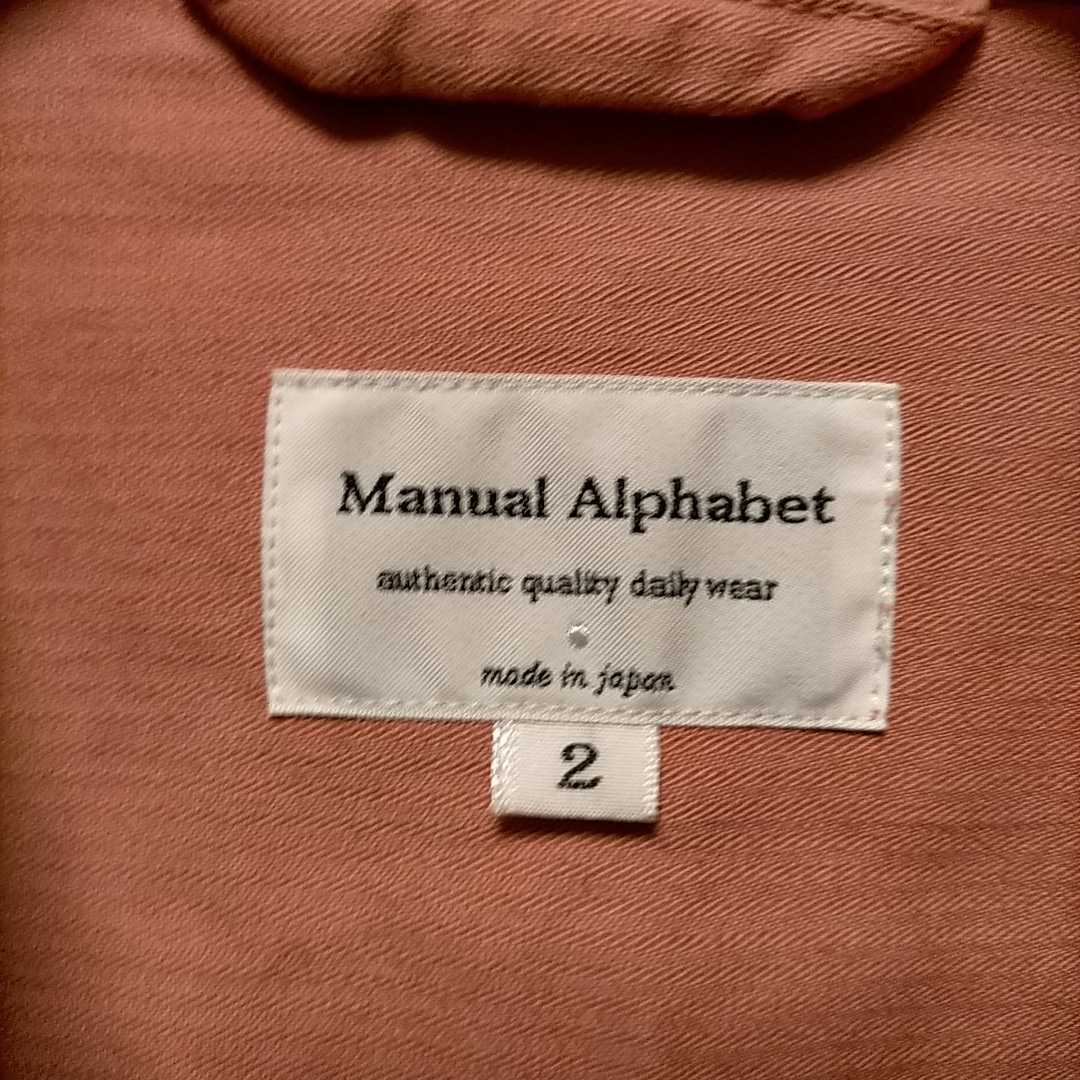 Manual Alphabet
authentic quality daily wear
made in japan
2